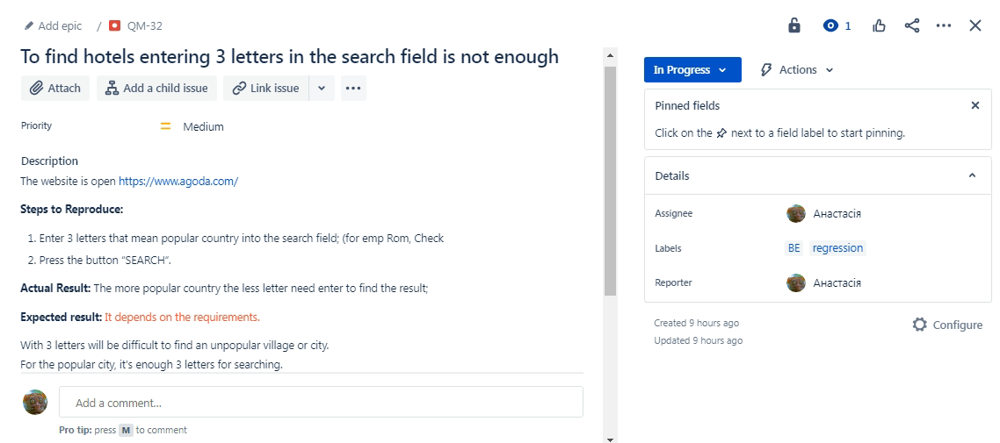 Add epic / QM-32
1
To find hotels entering 3 letters in the search field is not enough
Attach
Add a child issue
Link issue
Priority
Medium
Description
The website is open https://www.agoda.com/
Steps to Reproduce:
1. Enter 3 letters that mean popular country into the search field; (for emp Rom, Check
2. Press the button “SEARCH“.
Actual Result: The more popular country the less letter need enter to find the result;
Expected result: It depends on the requirements.
With 3 letters will be difficult to find an unpopular village or city.
For the popular city, it's enough 3 letters for searching.
Add a comment...
Pro tip: press M to comment
In Progress
Actions
Pinned fields
Click on the next to a field label to start pinning.
Details
Assignee
Анастасія
Labels
BE regression
Reporter
Анастасія
Created 9 hours ago
Updated 9 hours ago
Configure